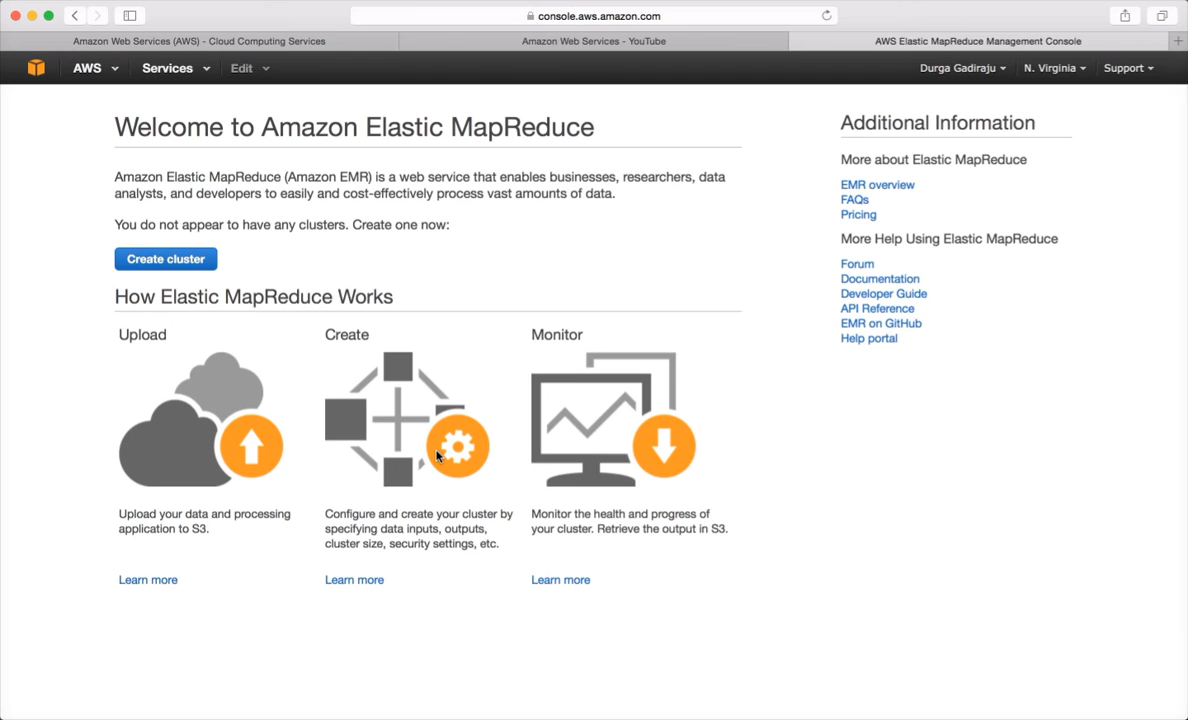 console.aws.amazon.com
Amazon Web Services (AWS) - Cloud Computing Services
Amazon Web Services - YouTube
AWS Elastic MapReduce Management Console
AWS
Services
Edit
Durga Gadiraju
N. Virginia
Support
Welcome to Amazon Elastic MapReduce
Amazon Elastic MapReduce (Amazon EMR) is a web service that enables businesses, researchers, data
analysts, and developers to easily and cost-effectively process vast amounts of data.
You do not appear to have any clusters. Create one now:
Create cluster
How Elastic MapReduce Works
Upload
Upload your data and processing
application to S3.
Learn more
Create
Configure and create your cluster by
specifying data inputs, outputs,
cluster size, security settings, etc.
Learn more
Monitor
Monitor the health and progress of
your cluster. Retrieve the output in S3.
Learn more
Additional Information
More about Elastic MapReduce
EMR overview
FAQs
Pricing
More Help Using Elastic MapReduce
Forum
Documentation
Developer Guide
API Reference
EMR on GitHub
Help portal